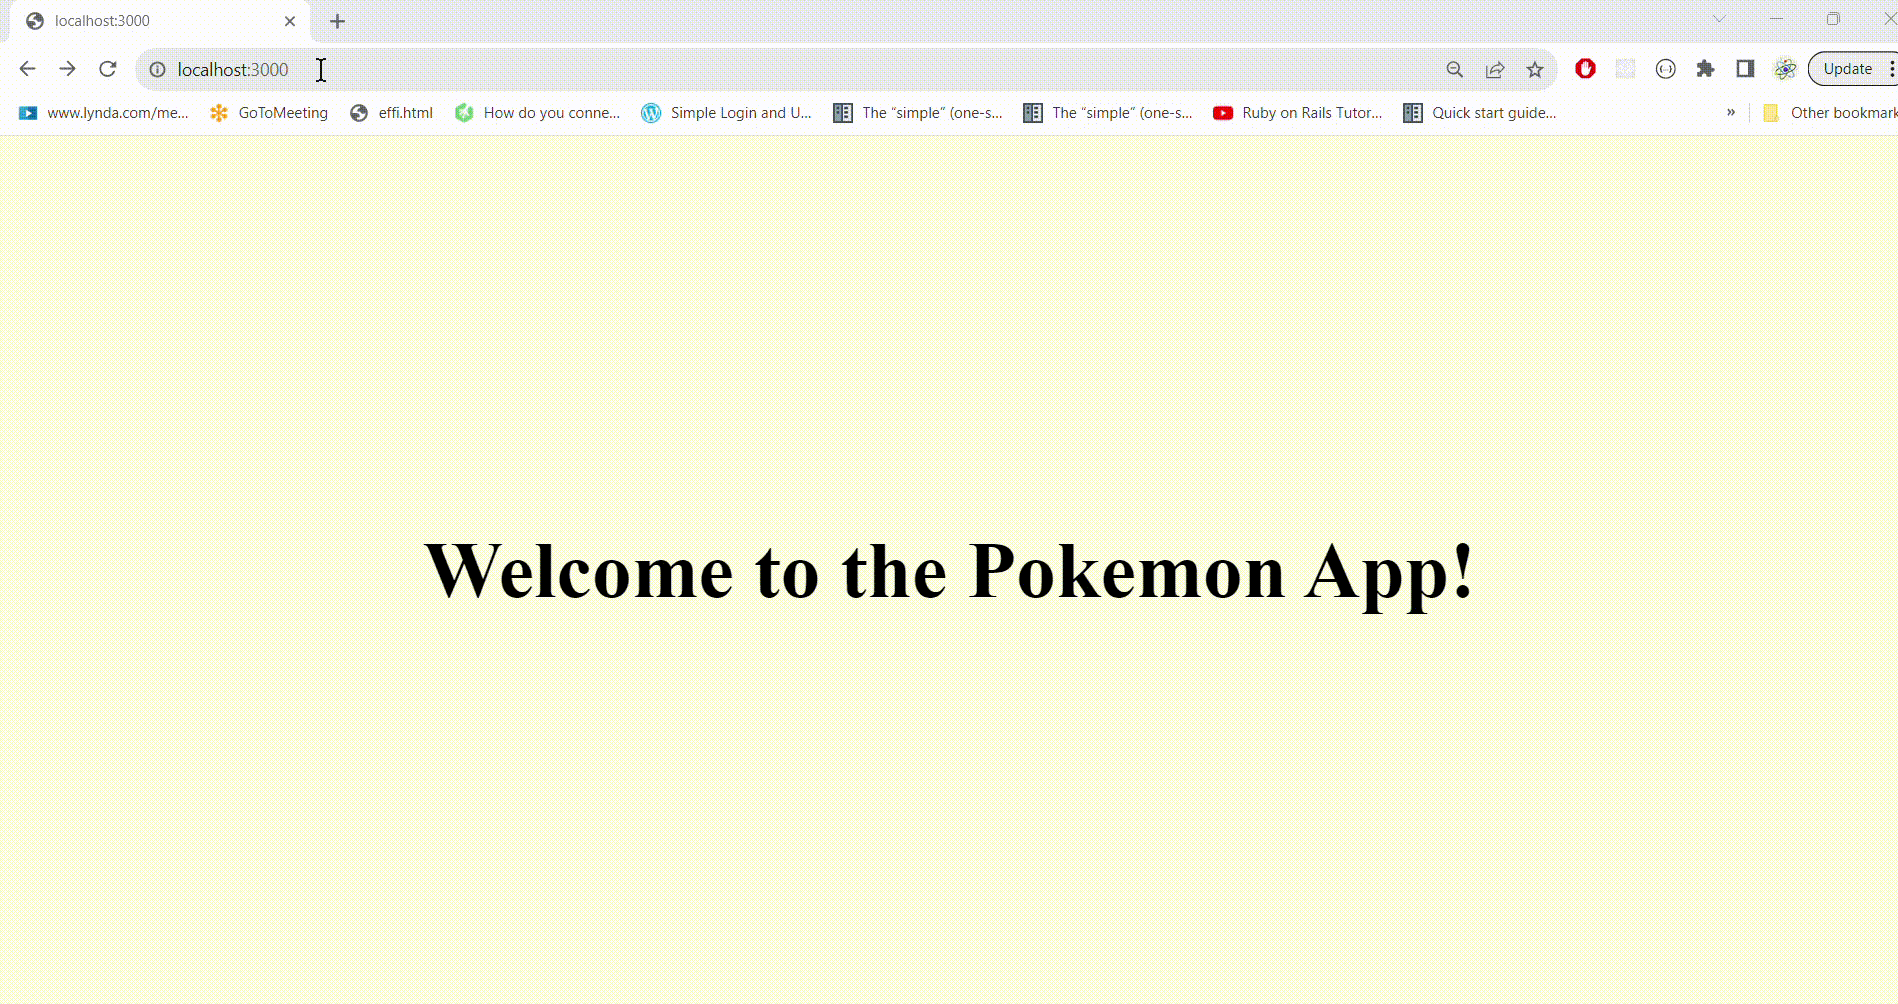 localhost:3000
localhost:3000
Update
www.lynda.com/me...
GoToMeeting
effi.html
How do you conne...
Simple Login and U...
The “simple” (one-s...
The “simple” (one-s...
Ruby on Rails Tutor...
Quick start guide...
»
Other bookmark
Welcome to the Pokemon App!